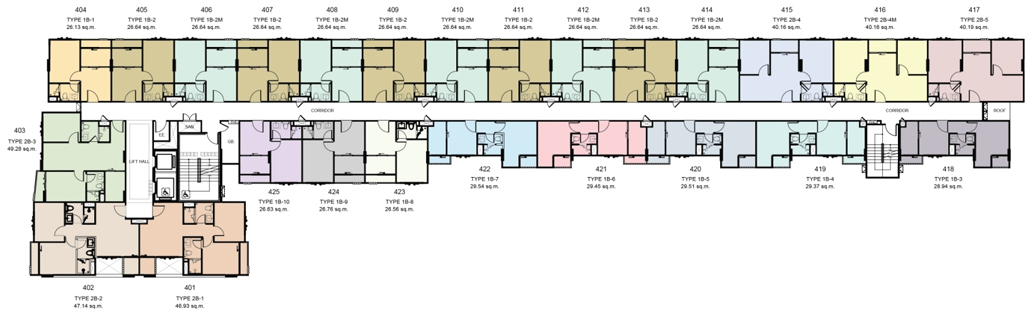 404
TYPE 1B-1
26.13 sq.m.
405
TYPE 1B-2
26.64 sq.m.
406
TYPE 1B-2M
26.64 sq.m.
407
TYPE 1B-2
26.64 sq.m.
408
TYPE 1B-2M
26.64 sq.m.
409
TYPE 1B-2
26.64 sq.m.
410
TYPE 1B-2M
26.64 sq.m.
411
TYPE 1B-2
26.64 sq.m.
412
TYPE 1B-2M
26.64 sq.m.
413
TYPE 1B-2
26.64 sq.m.
414
TYPE 1B-2M
26.64 sq.m.
415
TYPE 2B-4
40.16 sq.m.
416
TYPE 2B-4M
40.16 sq.m.
417
TYPE 2B-5
40.19 sq.m.
CORRIDOR
CORRIDOR
ROOF
403
TYPE 2B-3
49.28 sq.m.
LIFT HALL
EE
SAN
GB
425
TYPE 1B-10
26.63 sq.m.
424
TYPE 1B-9
26.76 sq.m.
423
TYPE 1B-8
26.56 sq.m.
422
TYPE 1B-7
29.54 sq.m.
421
TYPE 1B-6
29.45 sq.m.
420
TYPE 1B-5
29.51 sq.m.
419
TYPE 1B-4
29.37 sq.m.
418
TYPE 1B-3
28.94 sq.m.
402
TYPE 2B-2
47.14 sq.m.
401
TYPE 2B-1
46.93 sq.m.